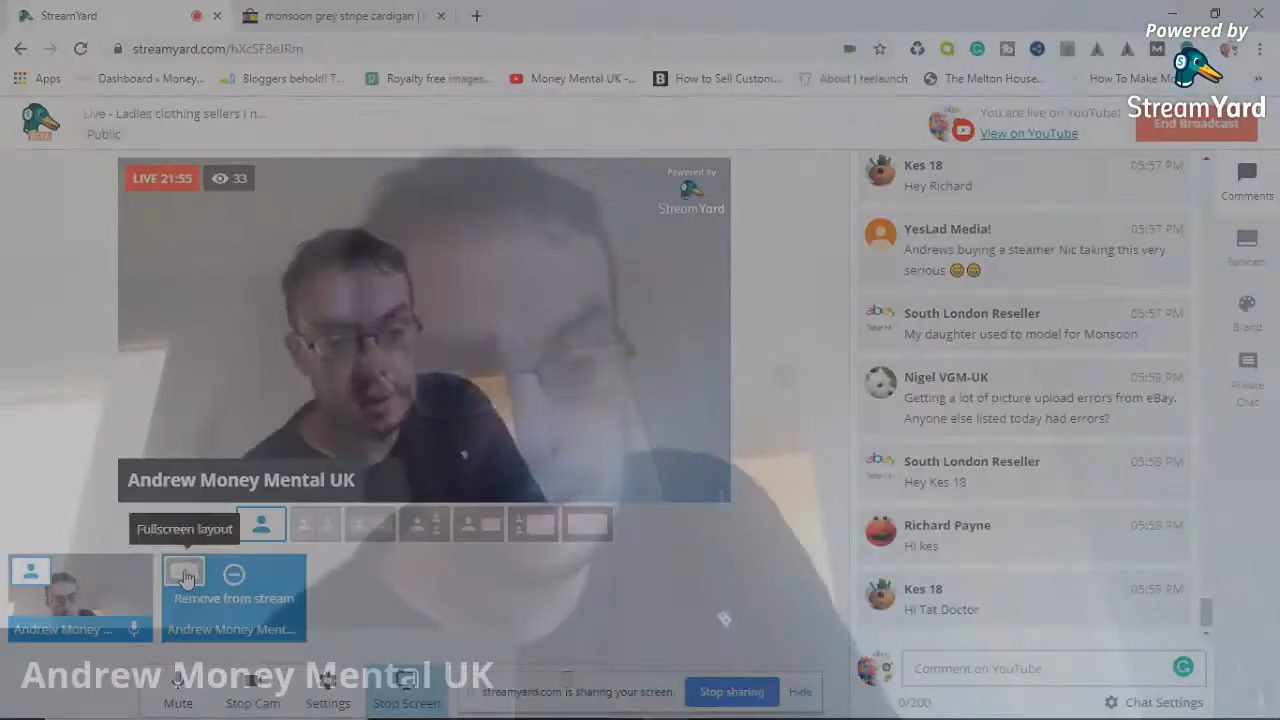 StreamYard
monsoon grey stripe cardigan |
Powered by
StreamYard
streamyard.com/hXcSF8eJRm
Apps
Dashboard ‹ Money...
Bloggers behold! T...
Royalty free images...
Money Mental UK -...
How to Sell Custom...
About | teelaunch
The Melton House...
How To Make Mo
BETA
Live - Ladies clothing sellers I n...
Public
You are live on YouTube!
View on YouTube
End Broadcast
LIVE 21:55
33
Powered by
StreamYard
Andrew Money Mental UK
Fullscreen layout
Remove from stream
Andrew Money ...
Andrew Money Ment...
Andrew Money Mental UK
Mute
Stop Cam
Settings
Stop Screen
streamyard.com is sharing your screen.
Stop sharing
Hide
Kes 18
05:57 PM
Hey Richard
YesLad Media!
05:57 PM
Andrews buying a steamer Nic taking this very
serious
South London Reseller
05:57 PM
My daughter used to model for Monsoon
Nigel VGM-UK
05:58 PM
Getting a lot of picture upload errors from eBay.
Anyone else listed today had errors?
South London Reseller
05:58 PM
Hey Kes 18
Richard Payne
05:58 PM
Hi kes
Kes 18
05:58 PM
Hi Tat Doctor
Comment on YouTube
0/200
Chat Settings
Comments
Banners
Brand
Private
Chat